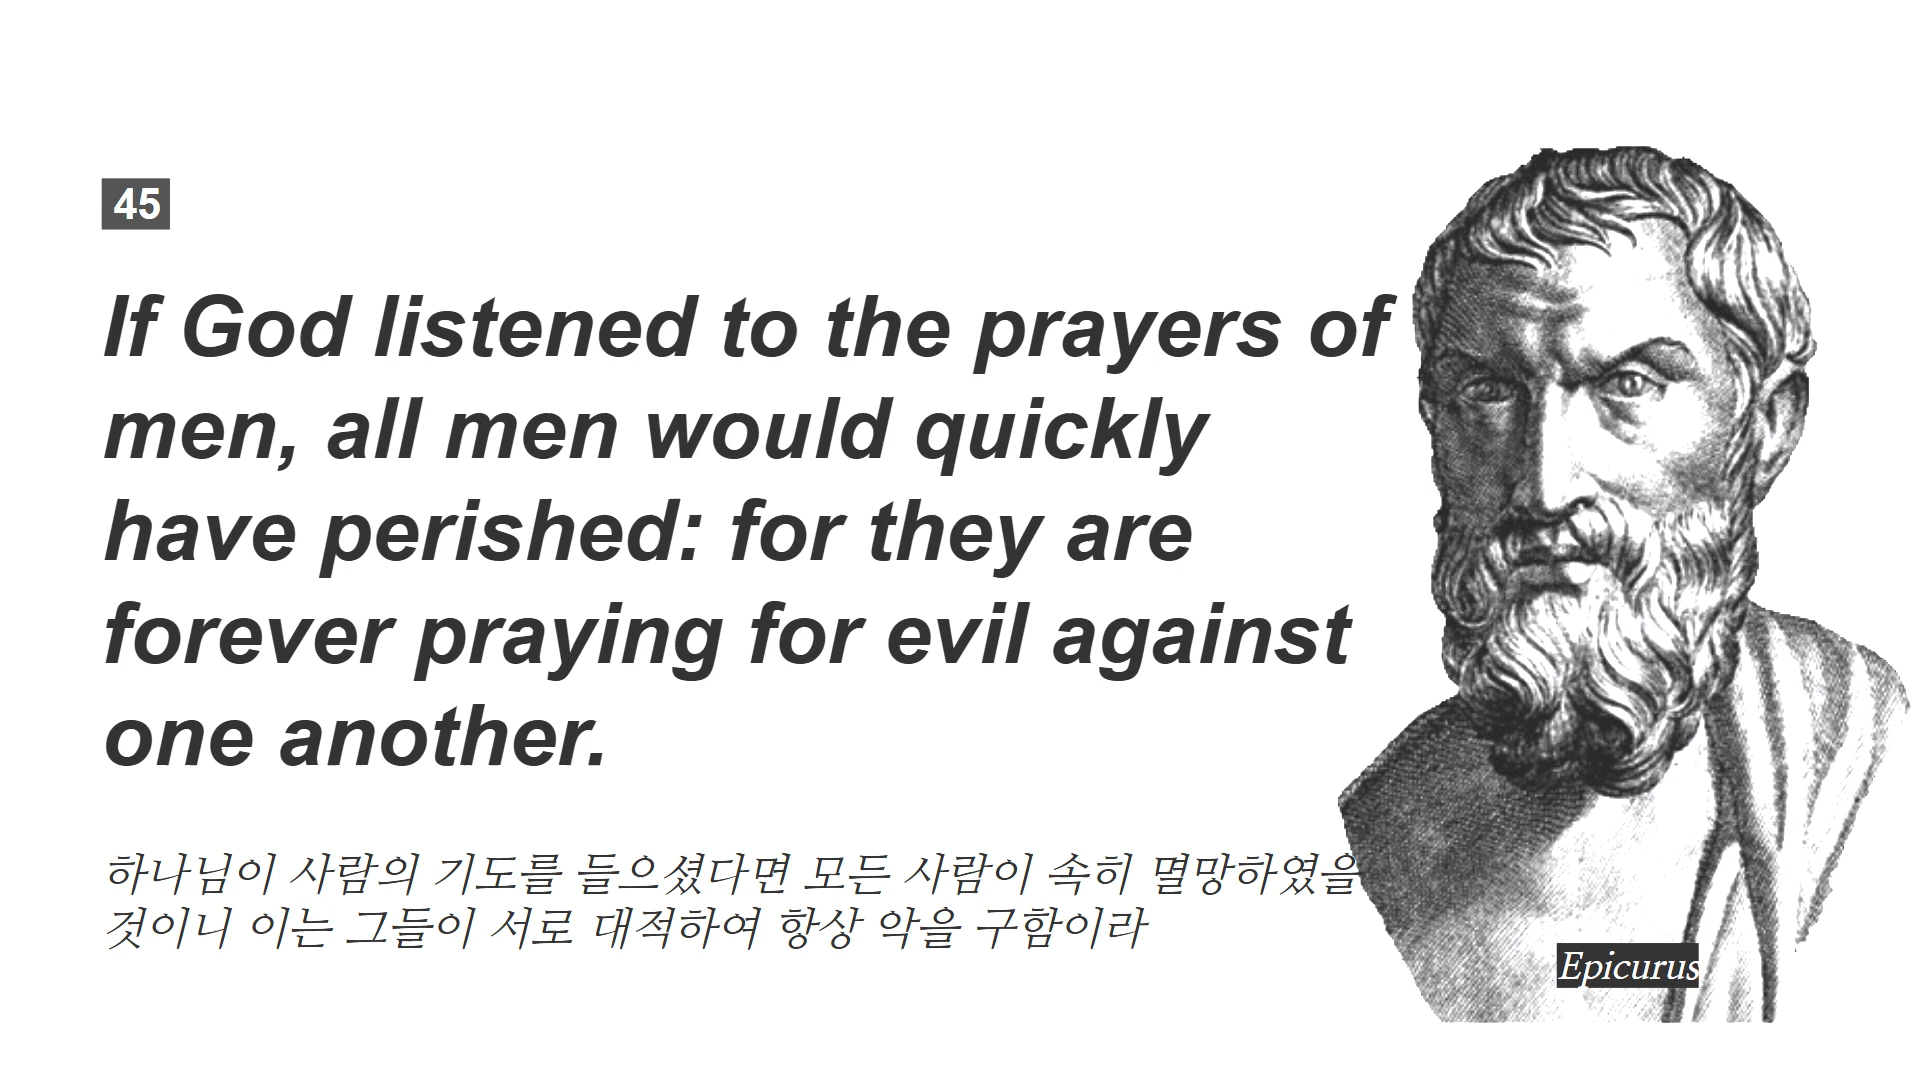 45
If God listened to the prayers of
men, all men would quickly
have perished: for they are
forever praying for evil against
one another.
하나님이 사람의 기도를 들으셨다면 모든 사람이 속히 멸망하였을
것이니 이는 그들이 서로 대적하여 항상 악을 구함이라
Epicurus